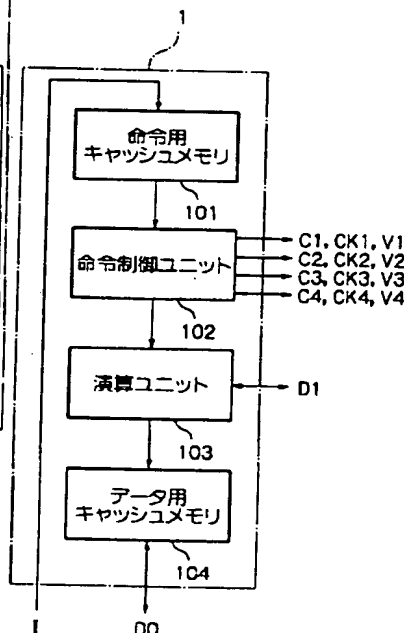 1
命令用
キャッシュメモリ
101
命令制御ユニット
C1, CK1, V1
C2, CK2, V2
C3, CK3, V3
C4, CK4, V4
102
演算ユニット
D1
103
データ用
キャッシュメモリ
104
I
D0